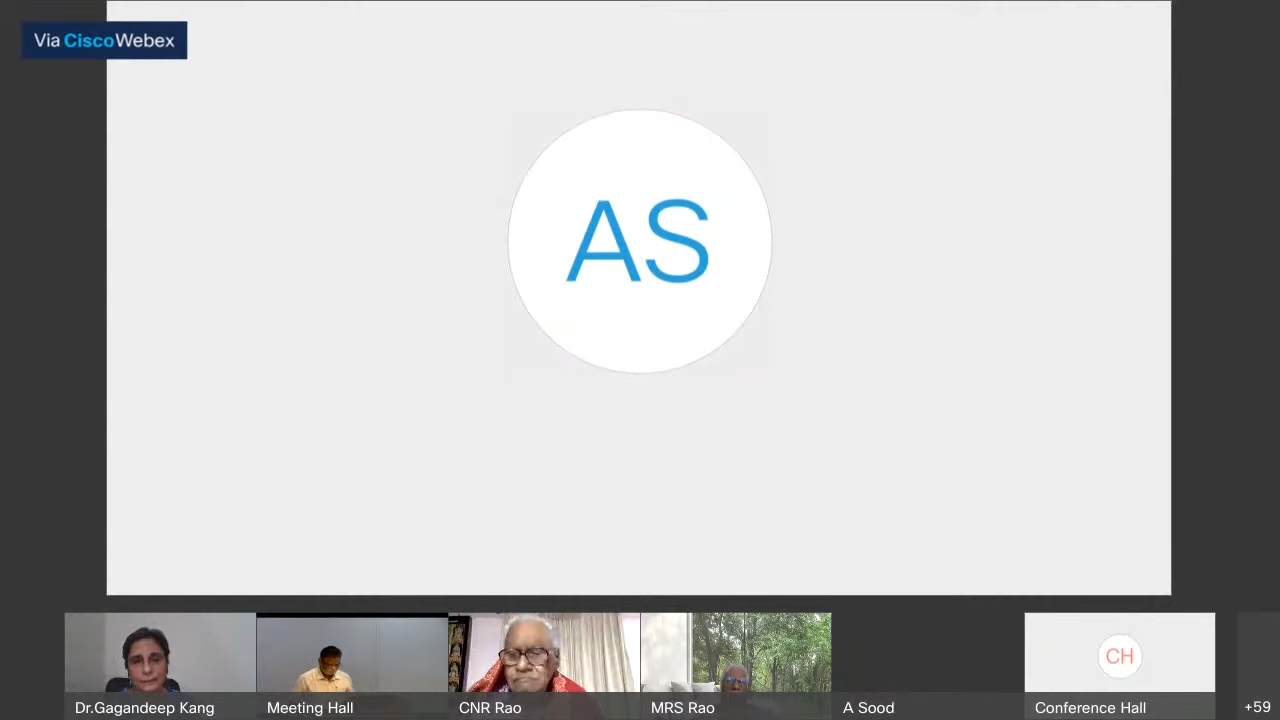 Via CiscoWebex
AS
CH
Dr.Gagandeep Kang
Meeting Hall
CNR Rao
MRS Rao
A Sood
Conference Hall
+59